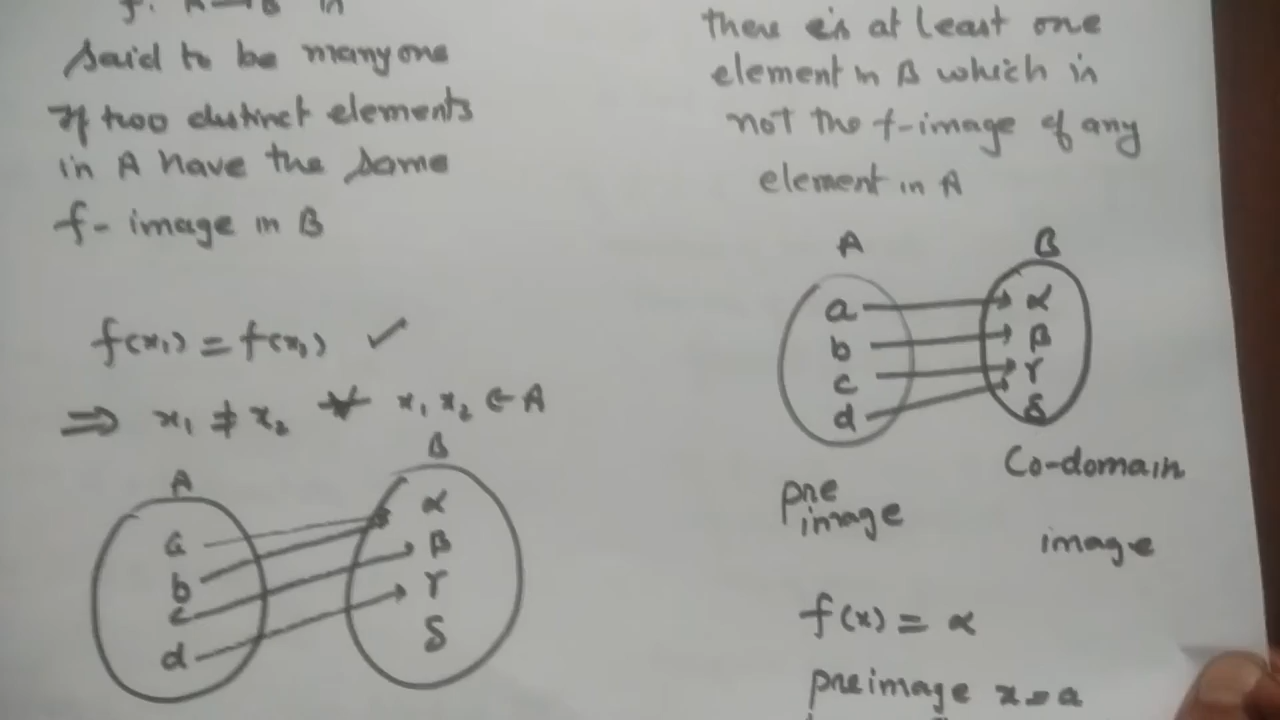 f: A→B in
said to be many one
If two distinct elements
in A have the same
f- image in B
f(x₁) = f(x₂) ✓
⇒ x₁ ≠ x₂ ∀ x₁ x₂ ∈ A
A
B
a
b
c
d
α
β
γ
δ
there is at least one
element in B which in
not the f-image of any
element in A
A
B
a
b
c
d
α
β
γ
δ
Co-domain
pre
image
image
f(x) = α
preimage x = a